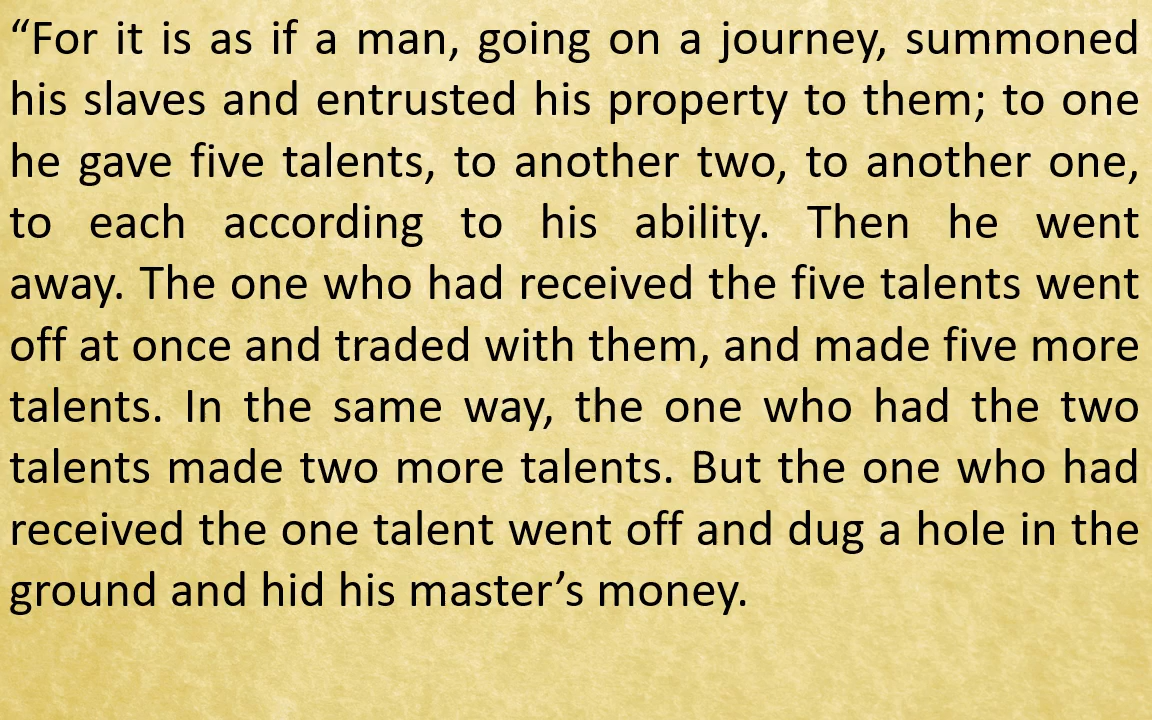 “For it is as if a man, going on a journey, summoned
his slaves and entrusted his property to them; to one
he gave five talents, to another two, to another one,
to each according to his ability. Then he went
away. The one who had received the five talents went
off at once and traded with them, and made five more
talents. In the same way, the one who had the two
talents made two more talents. But the one who had
received the one talent went off and dug a hole in the
ground and hid his master’s money.